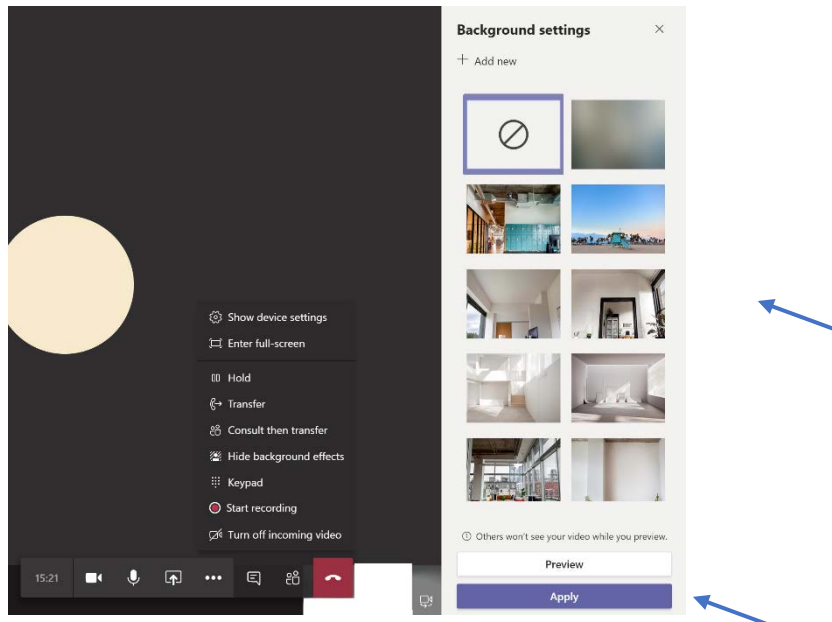 Background settings
Add new
Show device settings
Enter full-screen
Hold
Transfer
Consult then transfer
Hide background effects
Keypad
Start recording
Turn off incoming video
Others won't see your video while you preview.
Preview
Apply
15:21